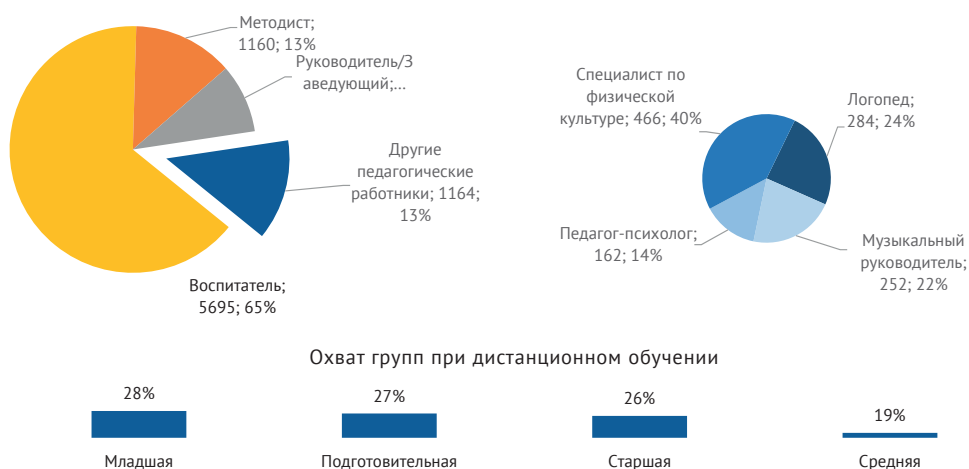 Методист;
1160; 13%
Руководитель/З
аведующий;...
Другие
педагогические
работники; 1164;
13%
Воспитатель;
5695; 65%
Специалист по
физической
культуре; 466; 40%
Логопед;
284; 24%
Педагог-психолог;
162; 14%
Музыкальный
руководитель;
252; 22%
Охват групп при дистанционном обучении
28%
27%
26%
19%
Младшая
Подготовительная
Старшая
Средняя